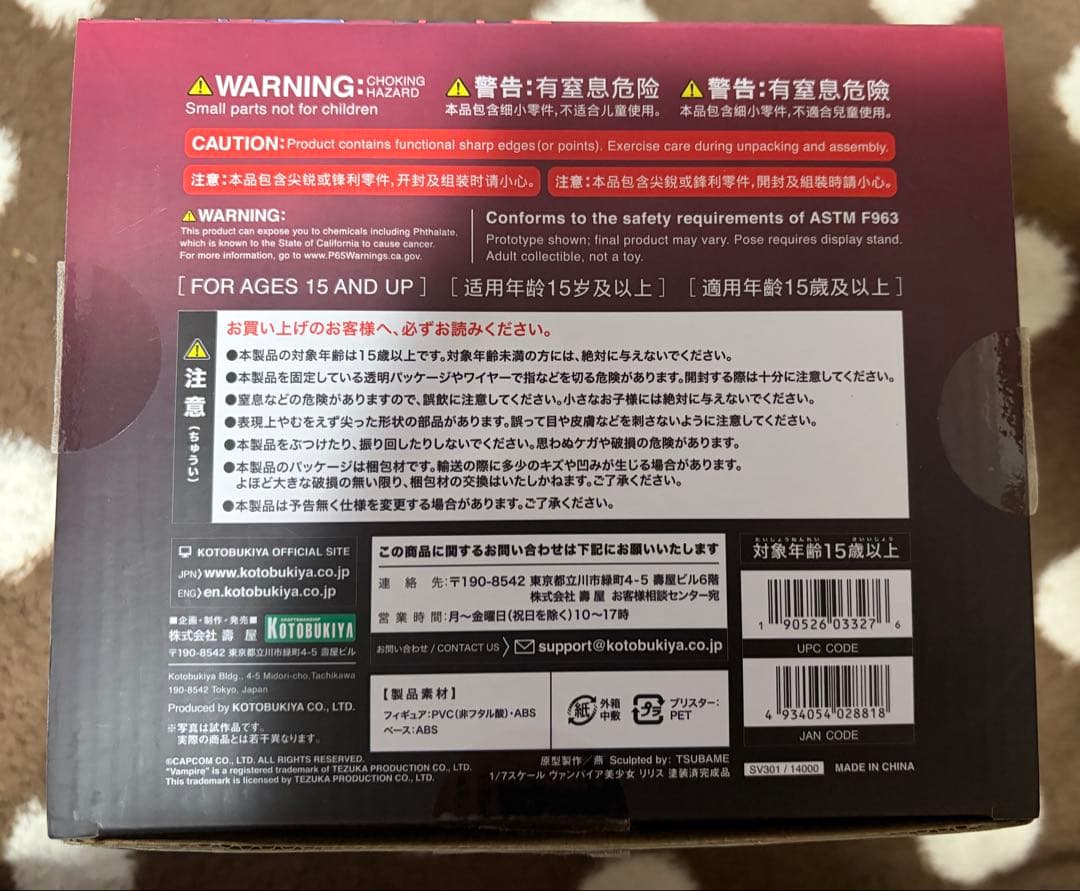 ⚠WARNING: CHOKING HAZARD
Small parts not for children
⚠警告:有窒息危险
本品包含细小零件,不适合儿童使用。
⚠警告:有窒息危險
本品包含細小零件,不適合兒童使用。
CAUTION: Product contains functional sharp edges(or points). Exercise care during unpacking and assembly.
注意:本品包含尖锐或锋利零件,开封及组装时请小心。
注意:本品包含尖銳或鋒利零件,開封及組裝時請小心。
⚠WARNING:
This product can expose you to chemicals including Phthalate,
which is known to the State of California to cause cancer.
For more information, go to www.P65Warnings.ca.gov.
Conforms to the safety requirements of ASTM F963
Prototype shown; final product may vary. Pose requires display stand.
Adult collectible, not a toy.
[ FOR AGES 15 AND UP ]
[ 适用年龄15岁及以上 ]
[ 適用年齡15歲及以上 ]
注意(ちゅうい)
お買い上げのお客様へ、必ずお読みください。
●本製品の対象年齢は15歳以上です。対象年齢未満の方には、絶対に与えないでください。
●本製品を固定している透明パッケージやワイヤーで指などを切る危険があります。開封する際は十分に注意してください。
●窒息などの危険がありますので、誤飲に注意してください。小さなお子様には絶対に与えないでください。
●表現上やむをえず尖った形状の部品があります。誤って目や皮膚などを刺さないように注意してください。
●本製品をぶつけたり、振り回したりしないでください。思わぬケガや破損の危険があります。
●本製品のパッケージは梱包材です。輸送の際に多少のキズや凹みが生じる場合があります。
よほど大きな破損の無い限り、梱包材の交換はいたしかねます。ご了承ください。
●本製品は予告無く仕様を変更する場合があります。ご了承ください。
KOTOBUKIYA OFFICIAL SITE
JPN〉www.kotobukiya.co.jp
ENG〉en.kotobukiya.co.jp
■企画・制作・発売■
株式会社 壽 屋
CRAFTSMANSHIP
KOTOBUKIYA
〒190-8542 東京都立川市緑町4-5 壽屋ビル
Kotobukiya Bldg., 4-5 Midori-cho,Tachikawa
190-8542 Tokyo, Japan
Produced by KOTOBUKIYA CO., LTD.
※写真は試作品です。
実際の商品とは若干異なります。
この商品に関するお問い合わせは下記にお願いいたします
連絡先:〒190-8542 東京都立川市緑町4-5 壽屋ビル6階
株式会社 壽 屋 お客様相談センター宛
営業時間:月〜金曜日(祝日を除く)10〜17時
お問い合わせ / CONTACT US 〉 support@kotobukiya.co.jp
【製品素材】
フィギュア:PVC(非フタル酸)・ABS
ベース:ABS
紙 外箱 中敷
プラ ブリスター: PET
たいしょうねんれい さいいじょう
対象年齢15歳以上
1 90526 03327 6
UPC CODE
4 934054 028818
JAN CODE
©CAPCOM CO., LTD. ALL RIGHTS RESERVED.
"Vampire" is a registered trademark of TEZUKA PRODUCTION CO., LTD.
This trademark is licensed by TEZUKA PRODUCTION CO., LTD.
原型製作/燕 Sculpted by: TSUBAME
1/7スケール ヴァンパイア美少女 リリス 塗装済完成品
SV301 / 14000
MADE IN CHINA